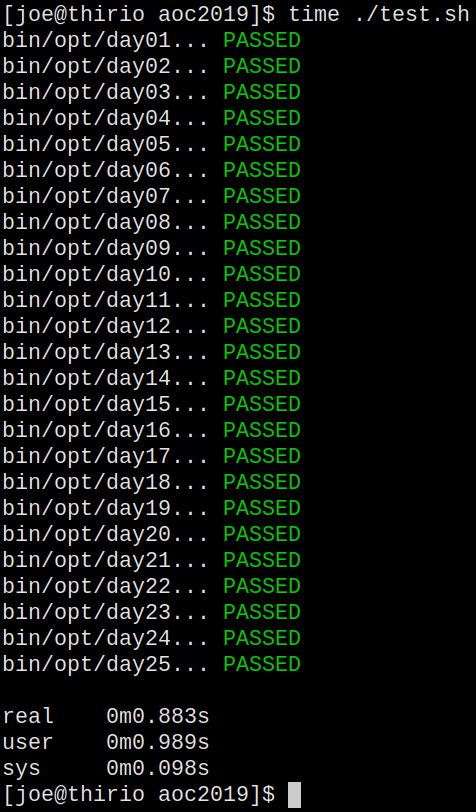 [joe@thirio aoc2019]$ time ./test.sh
bin/opt/day01... PASSED
bin/opt/day02... PASSED
bin/opt/day03... PASSED
bin/opt/day04... PASSED
bin/opt/day05... PASSED
bin/opt/day06... PASSED
bin/opt/day07... PASSED
bin/opt/day08... PASSED
bin/opt/day09... PASSED
bin/opt/day10... PASSED
bin/opt/day11... PASSED
bin/opt/day12... PASSED
bin/opt/day13... PASSED
bin/opt/day14... PASSED
bin/opt/day15... PASSED
bin/opt/day16... PASSED
bin/opt/day17... PASSED
bin/opt/day18... PASSED
bin/opt/day19... PASSED
bin/opt/day20... PASSED
bin/opt/day21... PASSED
bin/opt/day22... PASSED
bin/opt/day23... PASSED
bin/opt/day24... PASSED
bin/opt/day25... PASSED

real    0m0.883s
user    0m0.989s
sys     0m0.098s
[joe@thirio aoc2019]$